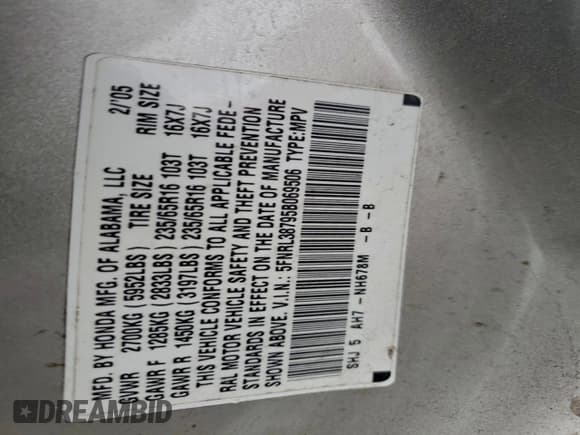 MFD. BY HONDA MFG. OF ALABAMA, LLC 2/'05
GVWR 2700KG ( 5952LBS ) TIRE SIZE RIM SIZE
GAWR F 1285KG ( 2833LBS ) 235/65R16 103T 16X7J
GAWR R 1450KG ( 3197LBS ) 235/65R16 103T 16X7J
THIS VEHICLE CONFORMS TO ALL APPLICABLE FEDE-
RAL MOTOR VEHICLE SAFETY AND THEFT PREVENTION
STANDARDS IN EFFECT ON THE DATE OF MANUFACTURE
SHOWN ABOVE. V.I.N.: 5FNRL38795B069506 TYPE:MPV
SHJ 5 AH7 - NH678M - B - B
DREAMBID